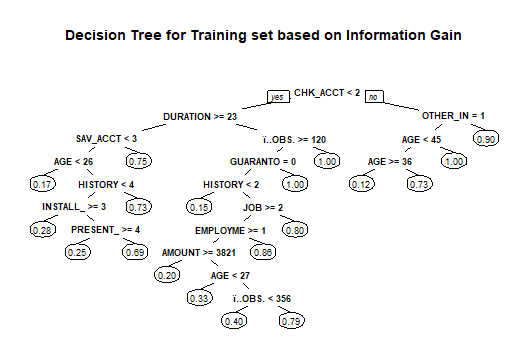 Decision Tree for Training set based on Information Gain
yes CHK_ACCT < 2 no
DURATION >= 23 OTHER_IN = 1
SAV_ACCT < 3 ï..OBS. >= 120 AGE < 45 0.90
AGE < 26 0.75 GUARANTO = 0 1.00 AGE >= 36 1.00
0.17 HISTORY < 4 HISTORY < 2 1.00 0.12 0.73
INSTALL_ >= 3 0.73 0.15 JOB >= 2
0.28 PRESENT_ >= 4 EMPLOYME >= 1 0.80
0.25 0.69 AMOUNT >= 3821 0.86
0.20 AGE < 27
0.33 ï..OBS. < 356
0.40 0.79